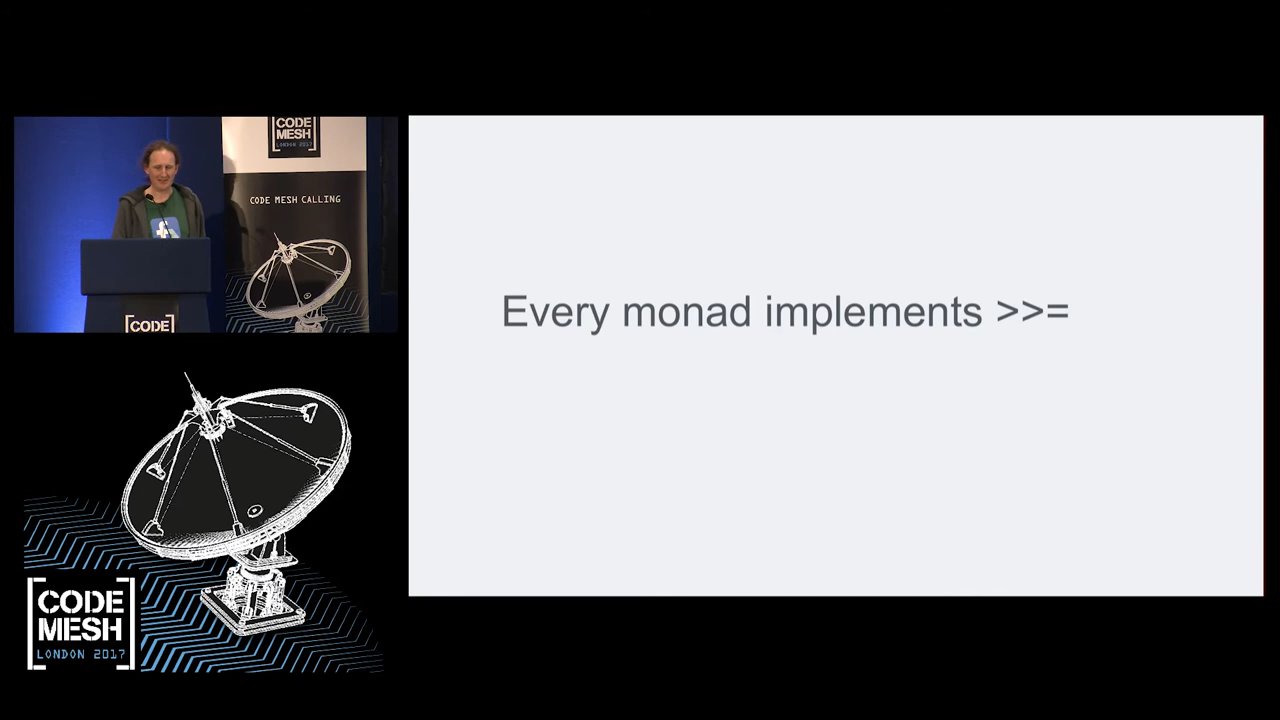 CODE
MESH
LONDON 2017
CODE MESH CALLING
[CODE]
Every monad implements >>=
[CODE
MESH]
LONDON 2017